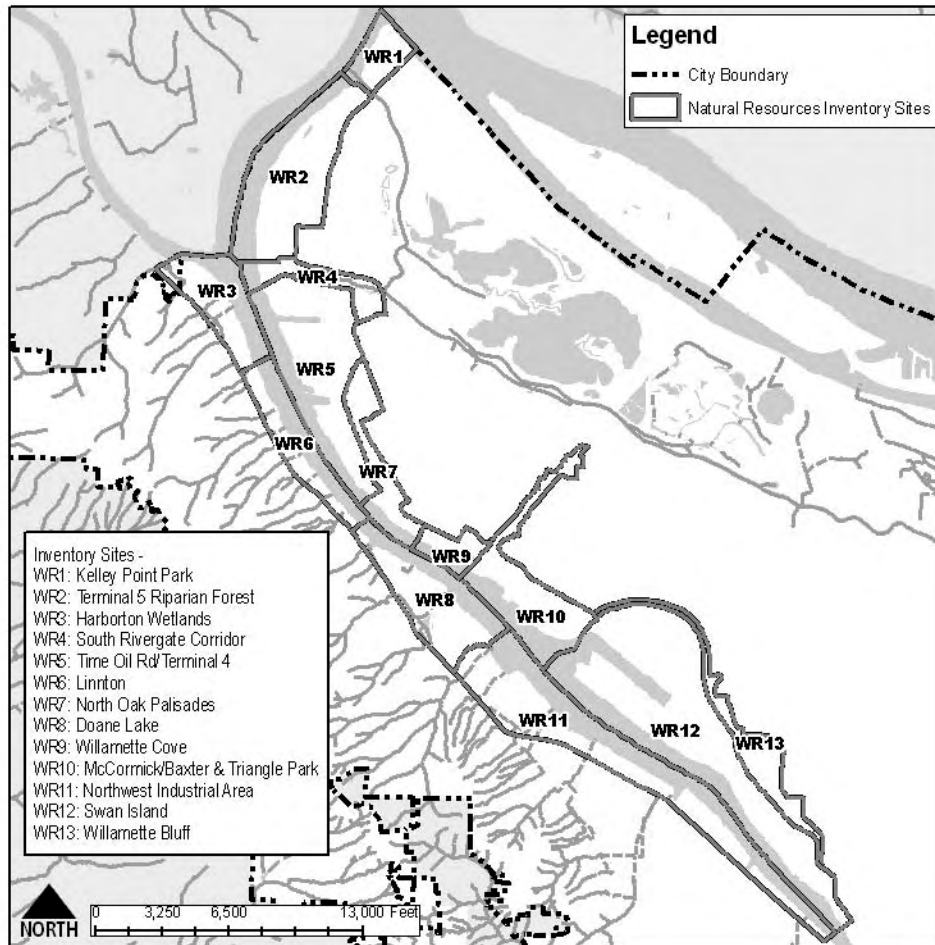 Legend
City Boundary
Natural Resources Inventory Sites
WR1
WR2
WR3
WR4
WR5
WR6
WR7
WR8
WR9
WR10
WR11
WR12
WR13
Inventory Sites -
WR1: Kelley Point Park
WR2: Terminal 5 Riparian Forest
WR3: Harborton Wetlands
WR4: South Rivergate Corridor
WR5: Time Oil Rd/Terminal 4
WR6: Linnton
WR7: North Oak Palisades
WR8: Doane Lake
WR9: Willamette Cove
WR10: McCormick/Baxter & Triangle Park
WR11: Northwest Industrial Area
WR12: Swan Island
WR13: Willamette Bluff
NORTH
0 3,250 6,500 13,000 Feet